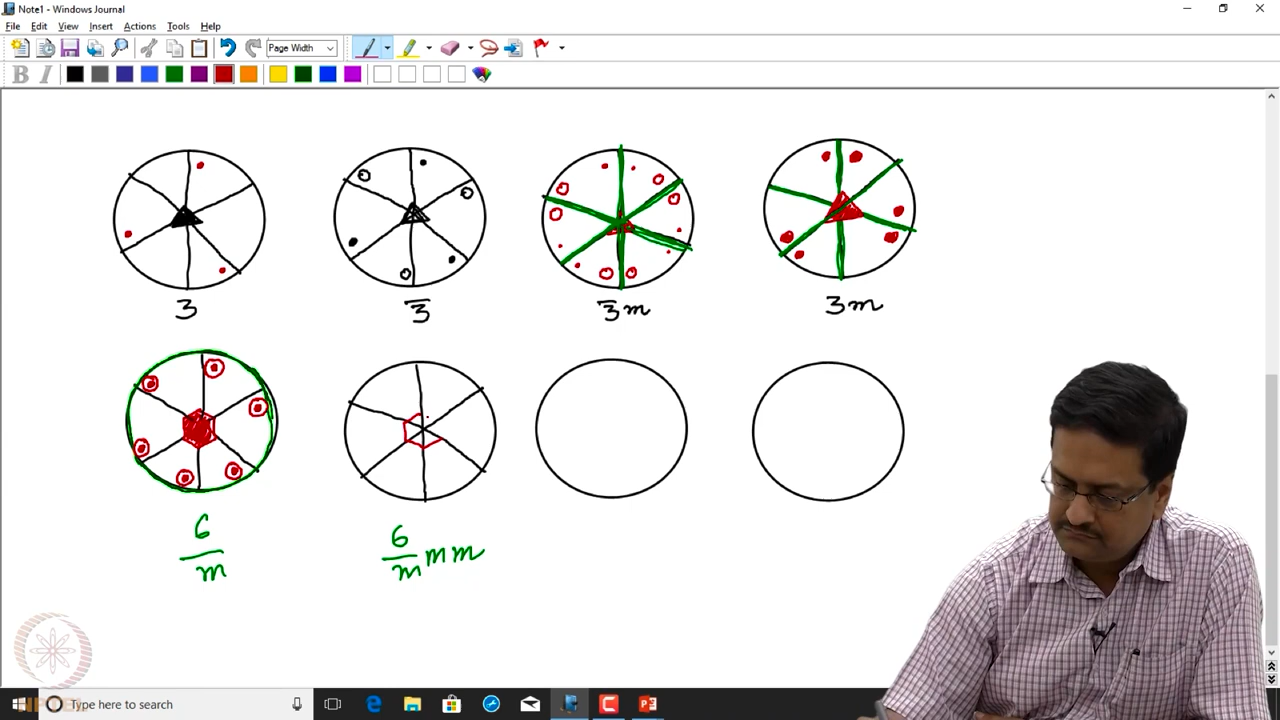 Note1 - Windows Journal
File Edit View Insert Actions Tools Help
Page Width
B I
3 3̅ 3̅m 3m
6/m 6/m mm
Type here to search